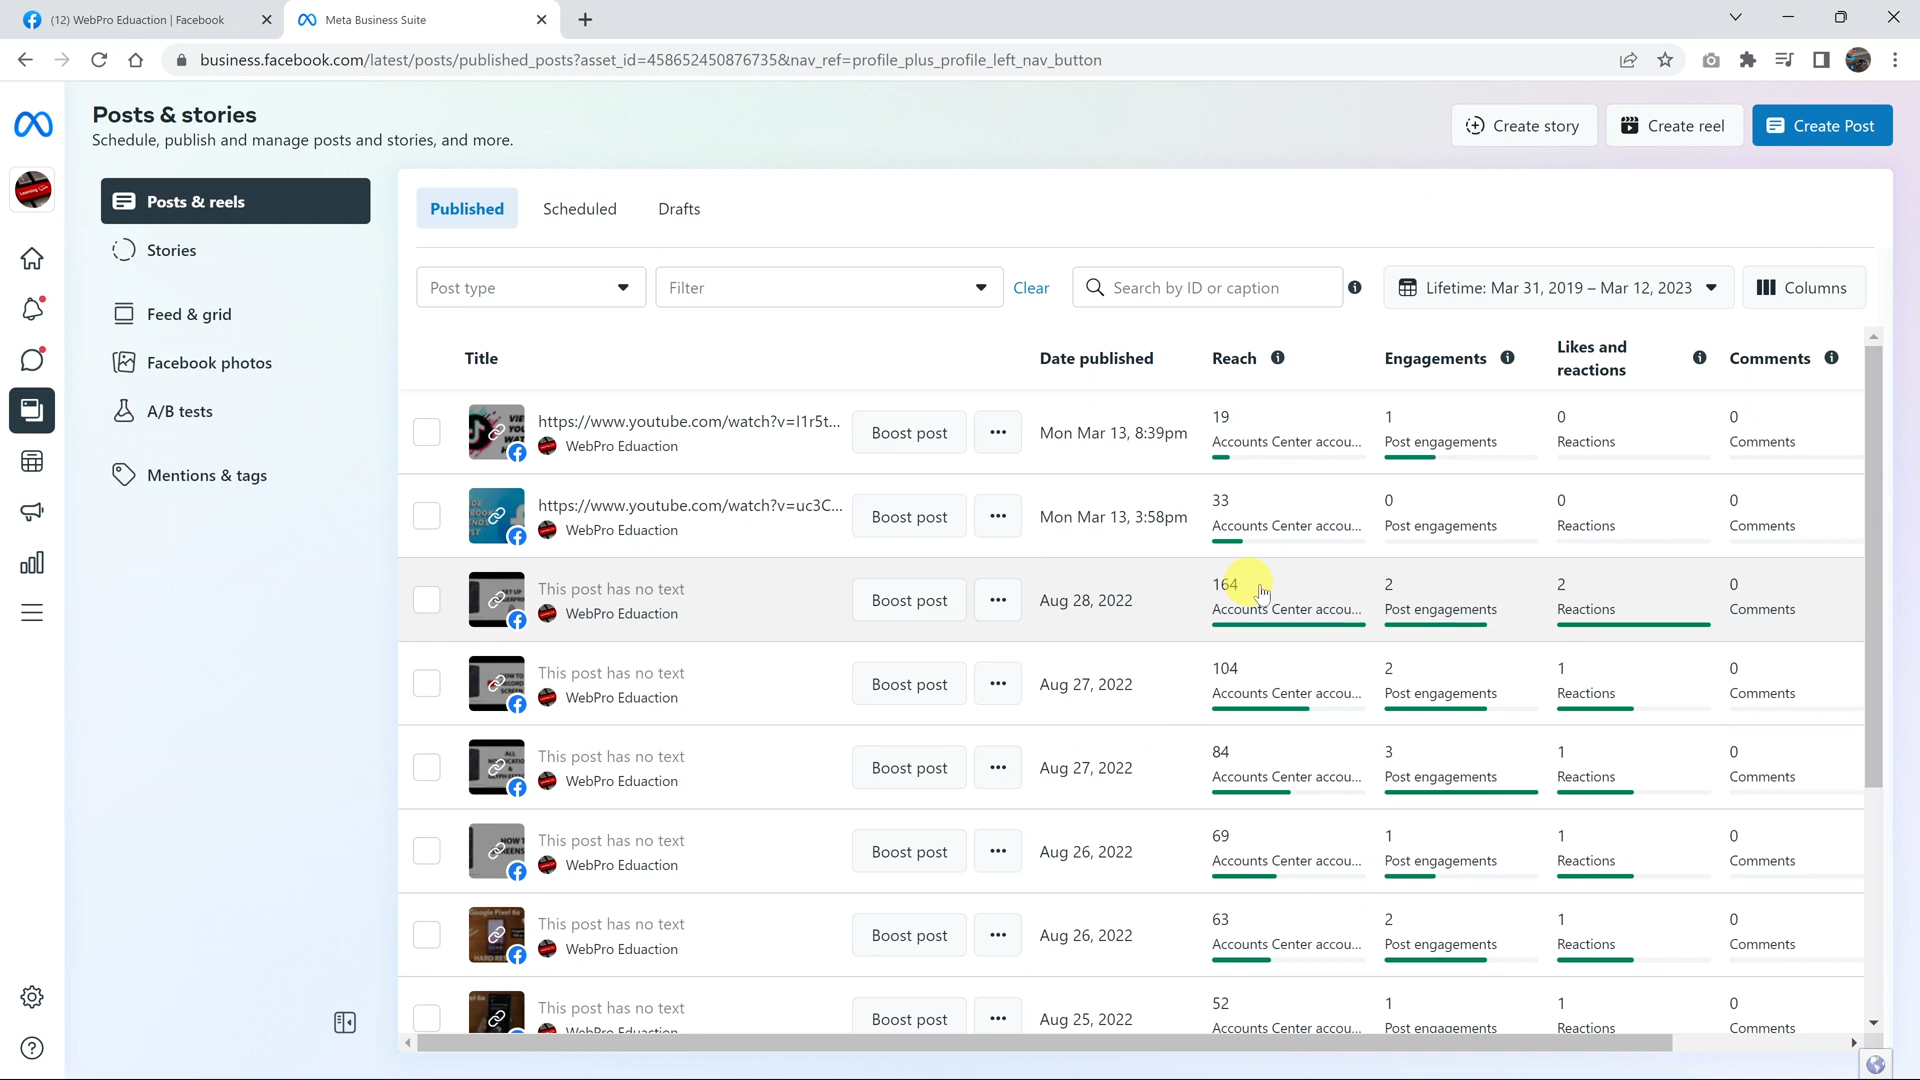 (12) WebPro Eduaction | Facebook
Meta Business Suite
business.facebook.com/latest/posts/published_posts?asset_id=458652450876735&nav_ref=profile_plus_profile_left_nav_button
Posts & stories
Schedule, publish and manage posts and stories, and more.
Create story
Create reel
Create Post
Posts & reels
Stories
Feed & grid
Facebook photos
A/B tests
Mentions & tags
Published
Scheduled
Drafts
Post type
Filter
Clear
Search by ID or caption
Lifetime: Mar 31, 2019 – Mar 12, 2023
Columns
Title
Date published
Reach
Engagements
Likes and
reactions
Comments
https://www.youtube.com/watch?v=I1r5t...
WebPro Eduaction
Boost post
Mon Mar 13, 8:39pm
19
Accounts Center accou...
1
Post engagements
0
Reactions
0
Comments
https://www.youtube.com/watch?v=uc3C...
WebPro Eduaction
Boost post
Mon Mar 13, 3:58pm
33
Accounts Center accou...
0
Post engagements
0
Reactions
0
Comments
This post has no text
WebPro Eduaction
Boost post
Aug 28, 2022
164
Accounts Center accou...
2
Post engagements
2
Reactions
0
Comments
This post has no text
WebPro Eduaction
Boost post
Aug 27, 2022
104
Accounts Center accou...
2
Post engagements
1
Reactions
0
Comments
This post has no text
WebPro Eduaction
Boost post
Aug 27, 2022
84
Accounts Center accou...
3
Post engagements
1
Reactions
0
Comments
This post has no text
WebPro Eduaction
Boost post
Aug 26, 2022
69
Accounts Center accou...
1
Post engagements
1
Reactions
0
Comments
This post has no text
WebPro Eduaction
Boost post
Aug 26, 2022
63
Accounts Center accou...
2
Post engagements
1
Reactions
0
Comments
This post has no text
WebPro Eduaction
Boost post
Aug 25, 2022
52
Accounts Center accou...
1
Post engagements
1
Reactions
0
Comments